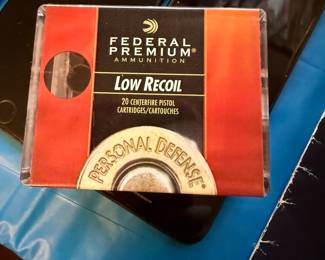 FEDERAL
PREMIUM®
AMMUNITION
LOW RECOIL
20 CENTERFIRE PISTOL
CARTRIDGES/CARTOUCHES
PERSONAL DEFENSE®